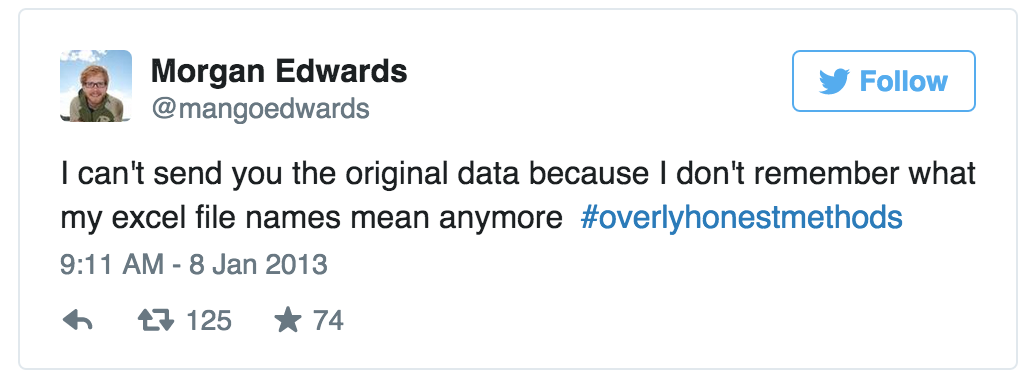 Morgan Edwards
@mangoedwards
Follow
I can't send you the original data because I don't remember what
my excel file names mean anymore #overlyhonestmethods
9:11 AM - 8 Jan 2013
125 74